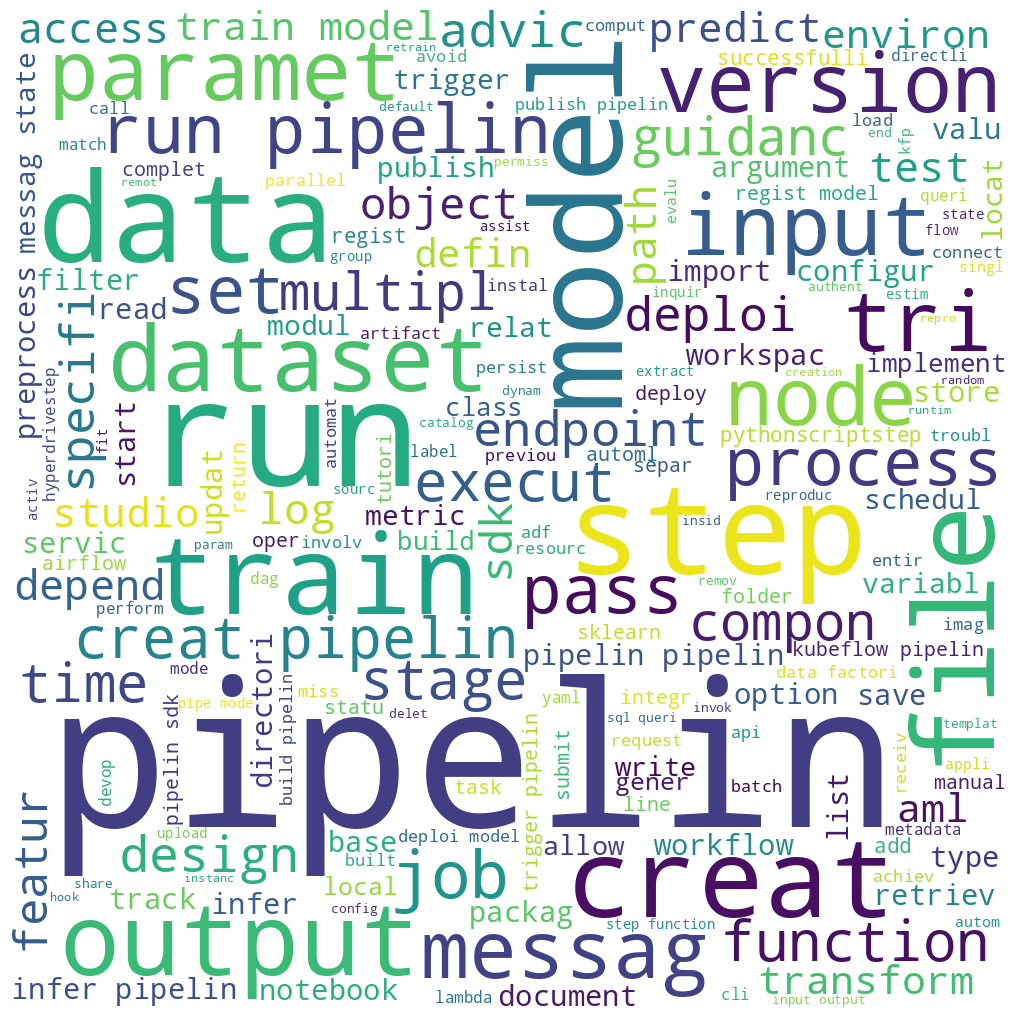 access
train model
advic
comput
predict
environ
retrain
avoid
successfulli
directli
paramet
trigger
model
version
call
default
publish pipelin
load
end
kfp
valu
run pipelin
guidanc
match
complet
publish
permiss
argument
test
remot
parallel
evalu
regist model
queri
locat
preprocess messag state
data
object
assist
path
input
state
flow
regist
group
defin
connect
filter
set
multipl
instal
import
configur
singl
read
inquir
authent
estim
specifi
modul
artifact
relat
deploi
tri
repro
dataset
persist
workspac
implement
extract
creation
random
hyperdrivestep
fit
start
run
automat
dynam
class
deploy
node
store
runtim
catalog
endpoint
label
previou
automl
separ
pythonscriptstep
troubl
process
activ
updat
return
tutori
sourc
execut
reproduc
schedul
studio
log
metric
sdk
step
insid
file
param
oper
involv
build
adf
resourc
servic
airflow
train
entir
depend
dag
pass
remov
folder
variabl
perform
sklearn
compon
imag
creat pipelin
pipelin pipelin
kubeflow pipelin
time
mode
directori
stage
data factori
miss
pipe mode
statu
delet
yaml
integr
option
save
sql queri
invok
templat
pipelin
pipelin sdk
build pipelin
request
api
devop
task
trigger pipelin
submit
write
gener
batch
list
receiv
appli
manual
line
aml
featur
upload
base
deploi model
metadata
design
built
allow
workflow
add
type
hook
share
instanc
job
creat
achiev
track
infer
local
config
packag
retriev
step function
autom
output
messag
function
infer pipelin
notebook
lambda
document
cli
transform
input output